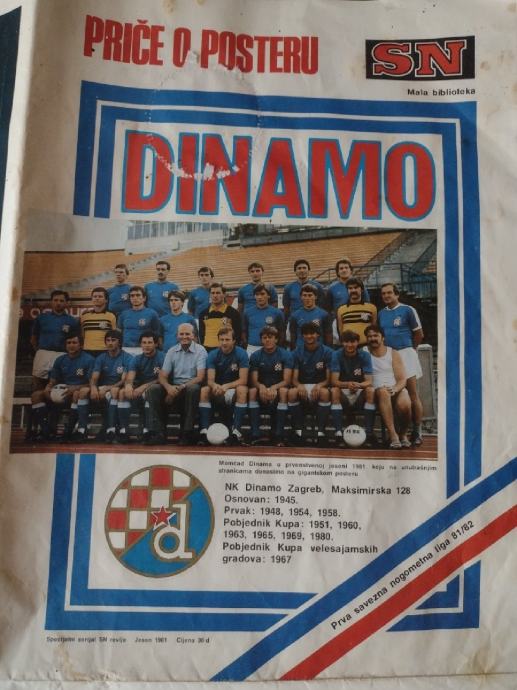 PRIČE O POSTERU
SN
Mala biblioteka
DINAMO
Momčad Dinama u prvenstvenoj jeseni 1981. koju na unutrašnjim
stranicama donosimo na gigantskom posteru
NK Dinamo Zagreb, Maksimirska 128
Osnovan: 1945.
Prvak: 1948, 1954, 1958.
Pobjednik Kupa: 1951, 1960,
1963, 1965, 1969, 1980.
Pobjednik Kupa velesajamskih
gradova: 1967
d
Prva savezna nogometna liga 81/82
Specijalni serijal SN revije Jesen 1981 Cijena 30 d